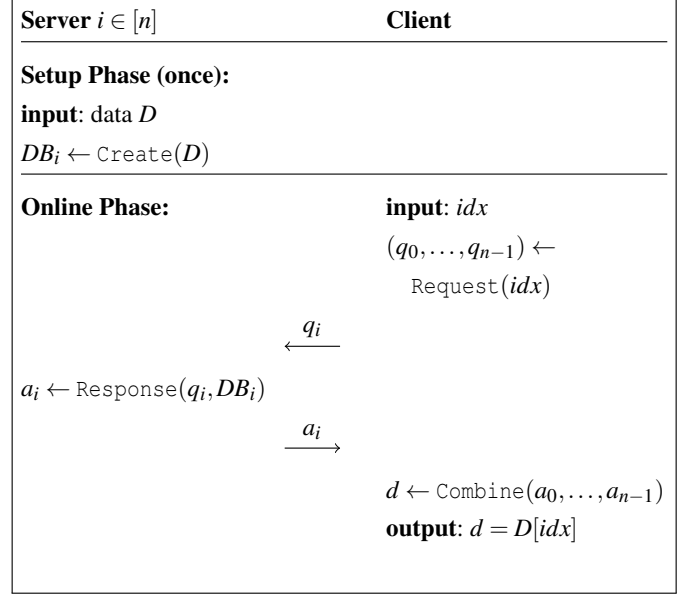 Server i ∈ [n] Client
Setup Phase (once):
input: data D
DB_i ← Create(D)
Online Phase: input: idx
(q_0,…,q_{n−1}) ←
Request(idx)
q_i
a_i ← Response(q_i,DB_i)
a_i
d ← Combine(a_0,…,a_{n−1})
output: d = D[idx]